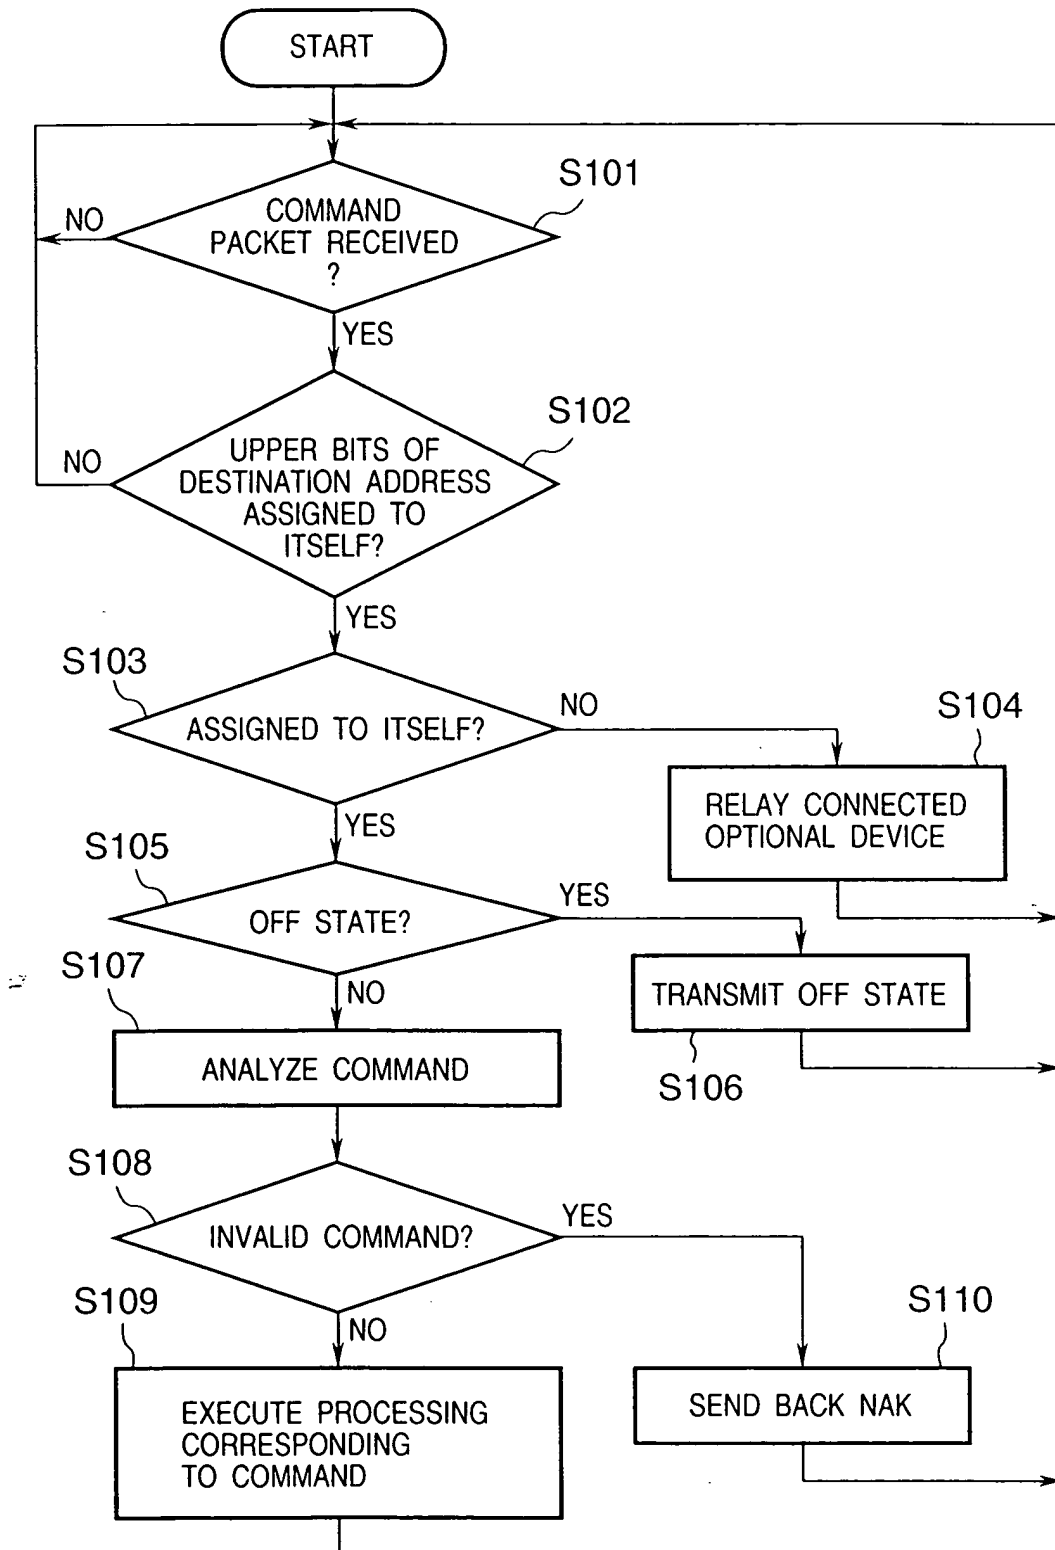 START
S101
COMMAND
PACKET RECEIVED
?
NO
YES
S102
UPPER BITS OF
DESTINATION ADDRESS
ASSIGNED TO
ITSELF?
NO
YES
S103
ASSIGNED TO ITSELF?
NO
S104
RELAY CONNECTED
OPTIONAL DEVICE
YES
S105
OFF STATE?
YES
TRANSMIT OFF STATE
S106
NO
S107
ANALYZE COMMAND
S108
INVALID COMMAND?
YES
NO
S109
EXECUTE PROCESSING
CORRESPONDING
TO COMMAND
S110
SEND BACK NAK